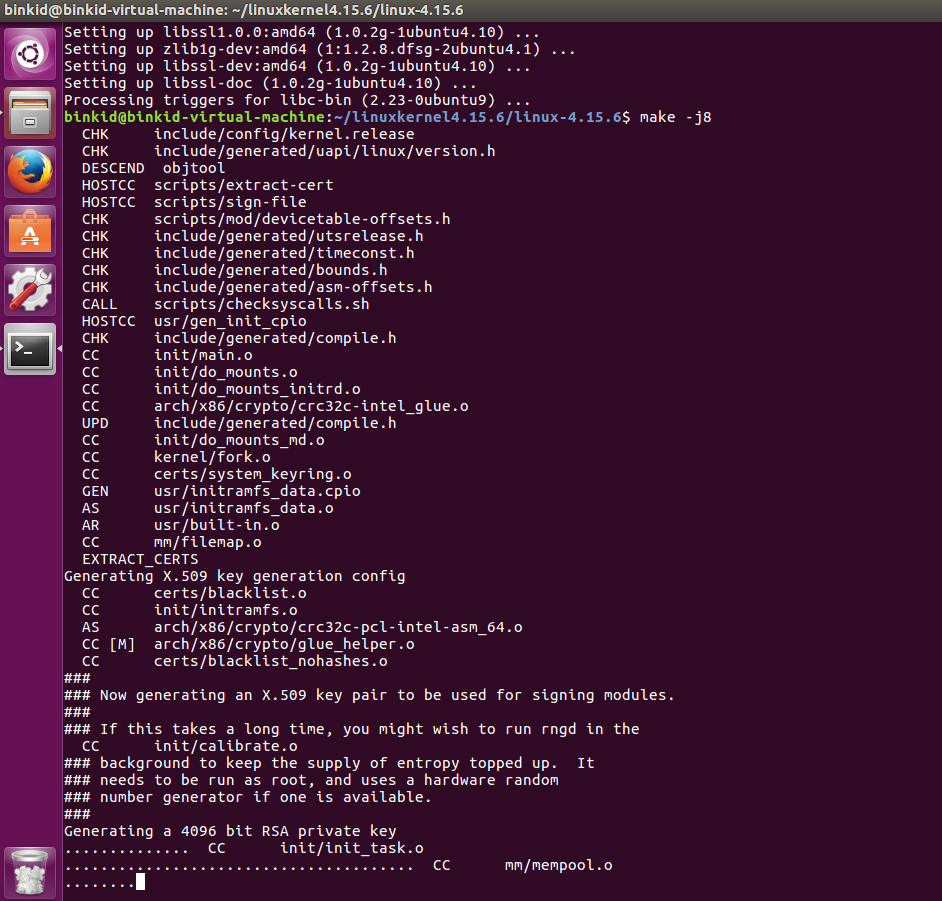 binkid@binkid-virtual-machine: ~/linuxkernel4.15.6/linux-4.15.6
Setting up libssl1.0.0:amd64 (1.0.2g-1ubuntu4.10) ...
Setting up zlib1g-dev:amd64 (1:1.2.8.dfsg-2ubuntu4.1) ...
Setting up libssl-dev:amd64 (1.0.2g-1ubuntu4.10) ...
Setting up libssl-doc (1.0.2g-1ubuntu4.10) ...
Processing triggers for libc-bin (2.23-0ubuntu9) ...
binkid@binkid-virtual-machine:~/linuxkernel4.15.6/linux-4.15.6$ make -j8
  CHK     include/config/kernel.release
  CHK     include/generated/uapi/linux/version.h
  DESCEND  objtool
  HOSTCC  scripts/extract-cert
  HOSTCC  scripts/sign-file
  CHK     scripts/mod/devicetable-offsets.h
  CHK     include/generated/utsrelease.h
  CHK     include/generated/timeconst.h
  CHK     include/generated/bounds.h
  CHK     include/generated/asm-offsets.h
  CALL    scripts/checksyscalls.sh
  HOSTCC  usr/gen_init_cpio
  CHK     include/generated/compile.h
  CC      init/main.o
  CC      init/do_mounts.o
  CC      init/do_mounts_initrd.o
  CC      arch/x86/crypto/crc32c-intel_glue.o
  UPD     include/generated/compile.h
  CC      init/do_mounts_md.o
  CC      kernel/fork.o
  CC      certs/system_keyring.o
  GEN     usr/initramfs_data.cpio
  AS      usr/initramfs_data.o
  AR      usr/built-in.o
  CC      mm/filemap.o
  EXTRACT_CERTS
Generating X.509 key generation config
  CC      certs/blacklist.o
  CC      init/initramfs.o
  AS      arch/x86/crypto/crc32c-pcl-intel-asm_64.o
  CC [M]  arch/x86/crypto/glue_helper.o
  CC      certs/blacklist_nohashes.o
###
### Now generating an X.509 key pair to be used for signing modules.
###
### If this takes a long time, you might wish to run rngd in the
  CC      init/calibrate.o
### background to keep the supply of entropy topped up.  It
### needs to be run as root, and uses a hardware random
### number generator if one is available.
###
Generating a 4096 bit RSA private key
..............  CC      init/init_task.o
.......................................  CC      mm/mempool.o
........